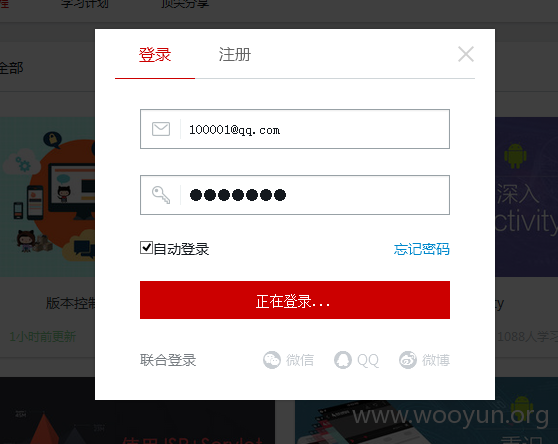 学习计划
顶尖分享
全部
登录 注册
100001@qq.com
●●●●●●●
自动登录 忘记密码
正在登录...
联合登录 微信 QQ 微博
深入
ctivity
版本控制
1小时前更新
1088人学习
www.wooyun.org